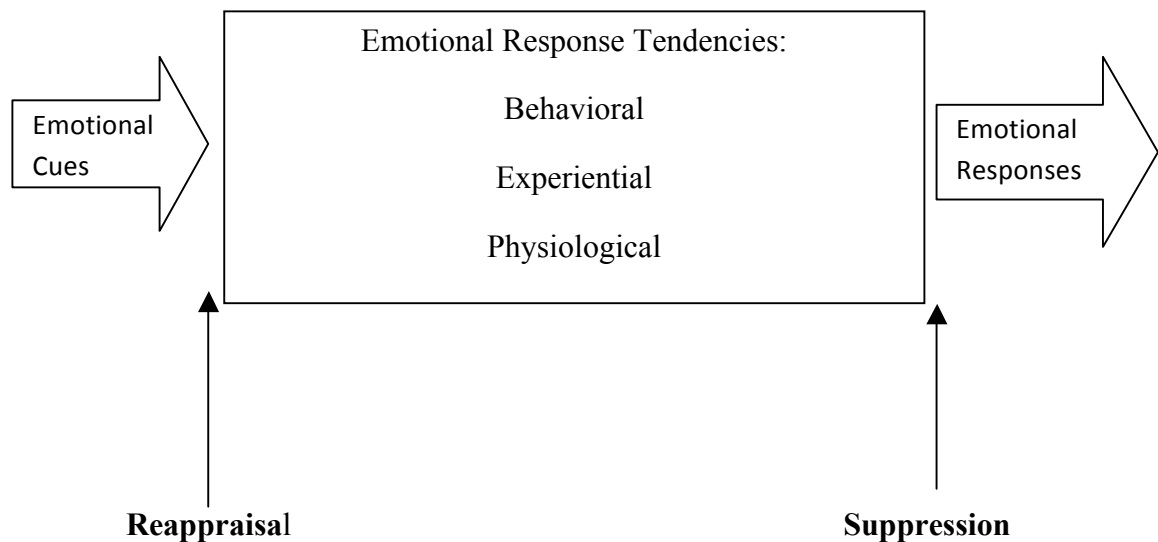 Emotional Cues
Emotional Response Tendencies:
Behavioral
Experiential
Physiological
Emotional
Responses
Reappraisal
Suppression